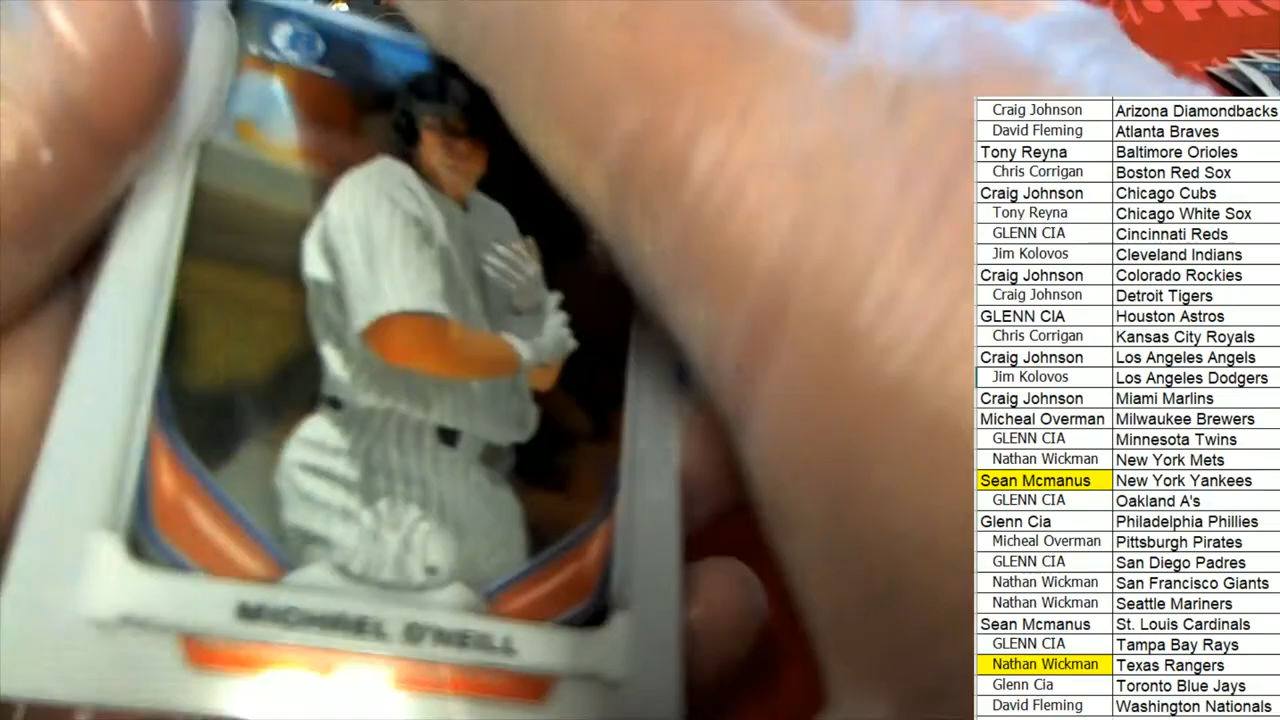 MICHAEL O'NEILL
Craig Johnson Arizona Diamondbacks
David Fleming Atlanta Braves
Tony Reyna Baltimore Orioles
Chris Corrigan Boston Red Sox
Craig Johnson Chicago Cubs
Tony Reyna Chicago White Sox
GLENN CIA Cincinnati Reds
Jim Kolovos Cleveland Indians
Craig Johnson Colorado Rockies
Craig Johnson Detroit Tigers
GLENN CIA Houston Astros
Chris Corrigan Kansas City Royals
Craig Johnson Los Angeles Angels
Jim Kolovos Los Angeles Dodgers
Craig Johnson Miami Marlins
Micheal Overman Milwaukee Brewers
GLENN CIA Minnesota Twins
Nathan Wickman New York Mets
Sean Mcmanus New York Yankees
GLENN CIA Oakland A's
Glenn Cia Philadelphia Phillies
Micheal Overman Pittsburgh Pirates
GLENN CIA San Diego Padres
Nathan Wickman San Francisco Giants
Nathan Wickman Seattle Mariners
Sean Mcmanus St. Louis Cardinals
GLENN CIA Tampa Bay Rays
Nathan Wickman Texas Rangers
Glenn Cia Toronto Blue Jays
David Fleming Washington Nationals